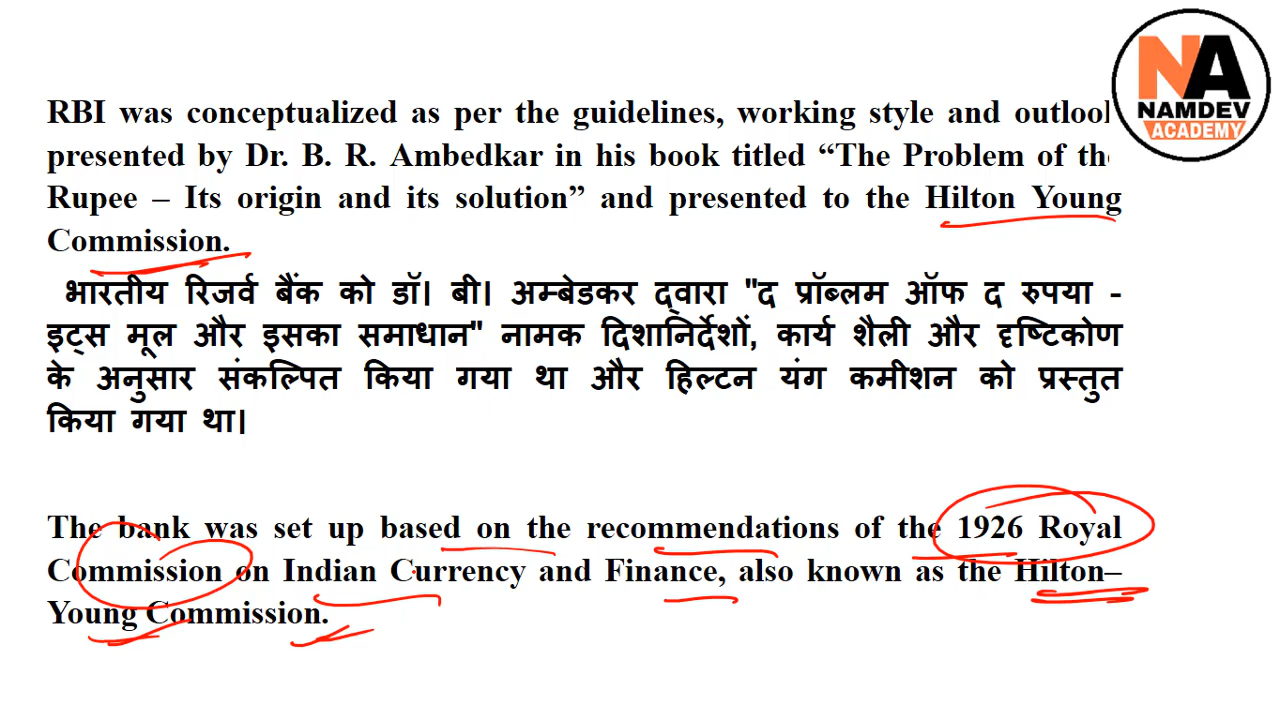 NA
NAMDEV
ACADEMY
RBI was conceptualized as per the guidelines, working style and outlook
presented by Dr. B. R. Ambedkar in his book titled “The Problem of the
Rupee – Its origin and its solution” and presented to the Hilton Young
Commission.
भारतीय रिजर्व बैंक को डॉ। बी। अम्बेडकर द्वारा "द प्रॉब्लम ऑफ द रुपया -
इट्स मूल और इसका समाधान" नामक दिशानिर्देशों, कार्य शैली और दृष्टिकोण
के अनुसार संकल्पित किया गया था और हिल्टन यंग कमीशन को प्रस्तुत
किया गया था।
The bank was set up based on the recommendations of the 1926 Royal
Commission on Indian Currency and Finance, also known as the Hilton–
Young Commission.